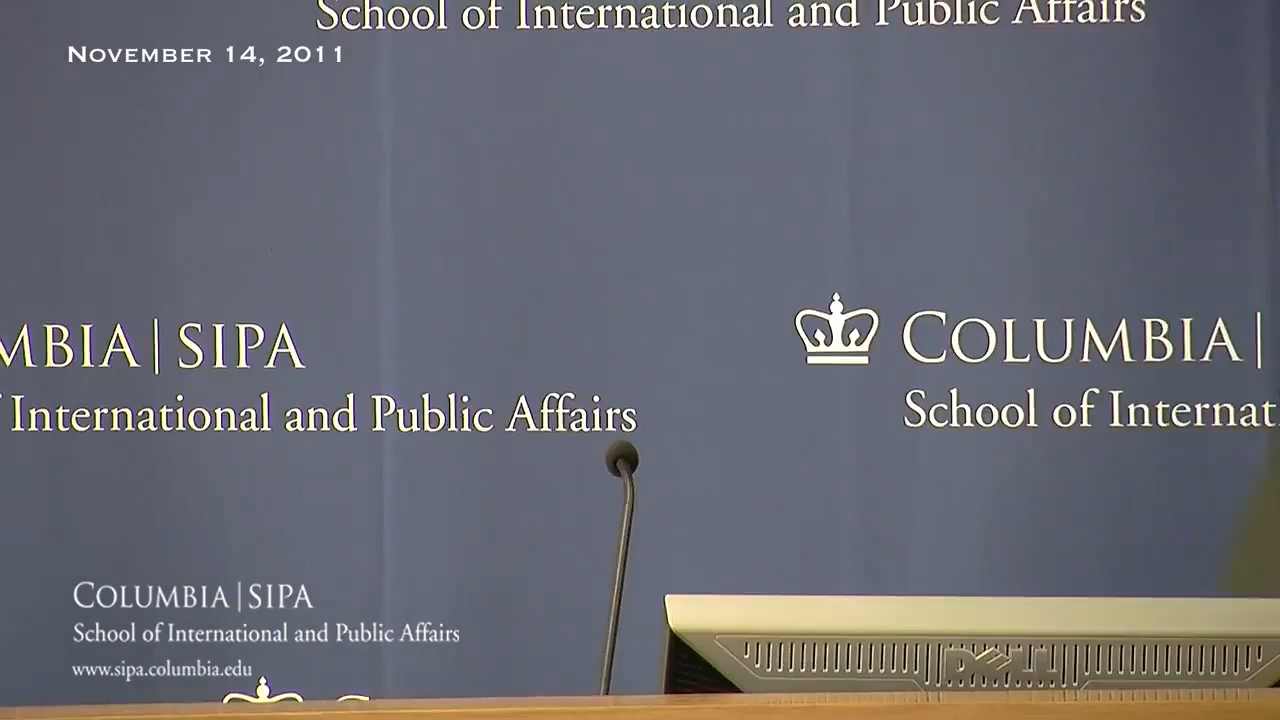 School of International and Public Affairs
NOVEMBER 14, 2011
MBIA | SIPA
International and Public Affairs
COLUMBIA |
School of Internat
COLUMBIA | SIPA
School of International and Public Affairs
www.sipa.columbia.edu
DELL